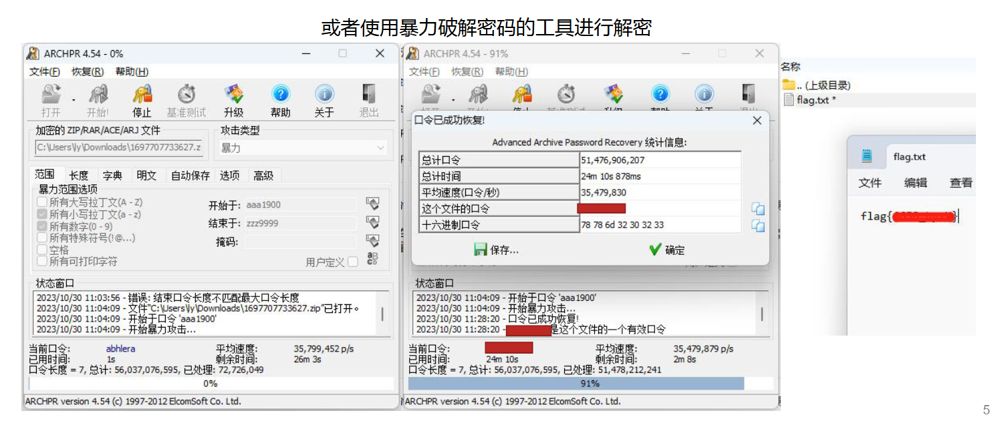 或者使用暴力破解密码的工具进行解密
ARCHPR 4.54 - 0%
文件(F) 恢复(R) 帮助(H)
打开 开始! 停止 基准测试 升级 帮助 关于 退出
加密的 ZIP/RAR/ACE/ARJ 文件
攻击类型
C:\Users\ly\Downloads\1697707733627.z
暴力
范围 长度 字典 明文 自动保存 选项 高级
暴力范围选项
所有大写拉丁文(A - Z)
所有小写拉丁文(a - z)
所有数字(0 - 9)
所有特殊符号(!@...)
空格
所有可打印字符
开始于: aaa1900
结束于: zzz9999
掩码:
用户定义
状态窗口
2023/10/30 11:03:56 - 错误: 结束口令长度不匹配最大口令长度
2023/10/30 11:04:09 - 文件"C:\Users\ly\Downloads\1697707733627.zip"已打开。
2023/10/30 11:04:09 - 开始于口令 'aaa1900'
2023/10/30 11:04:09 - 开始暴力攻击...
当前口令: abhlera 平均速度: 35,799,452 p/s
已用时间: 1s 剩余时间: 26m 3s
口令长度 = 7, 总计: 56,037,076,595, 已处理: 72,726,049
0%
ARCHPR version 4.54 (c) 1997-2012 ElcomSoft Co. Ltd.
ARCHPR 4.54 - 91%
文件(F) 恢复(R) 帮助(H)
口令已成功恢复!
Advanced Archive Password Recovery 统计信息:
总计口令 51,476,906,207
总计时间 24m 10s 878ms
平均速度(口令/秒) 35,479,830
这个文件的口令
十六进制口令 78 78 6d 32 30 32 33
保存... 确定
状态窗口
2023/10/30 11:04:09 - 开始于口令 'aaa1900'
2023/10/30 11:04:09 - 开始暴力攻击...
2023/10/30 11:28:20 - 口令已成功恢复!
2023/10/30 11:28:20 - 是这个文件的一个有效口令
当前口令: 平均速度: 35,479,879 p/s
已用时间: 24m 10s 剩余时间: 2m 8s
口令长度 = 7, 总计: 56,037,076,595, 已处理: 51,478,212,241
91%
ARCHPR version 4.54 (c) 1997-2012 ElcomSoft Co. Ltd.
名称
.. (上级目录)
flag.txt *
flag.txt
文件 编辑 查看
flag{ }
5